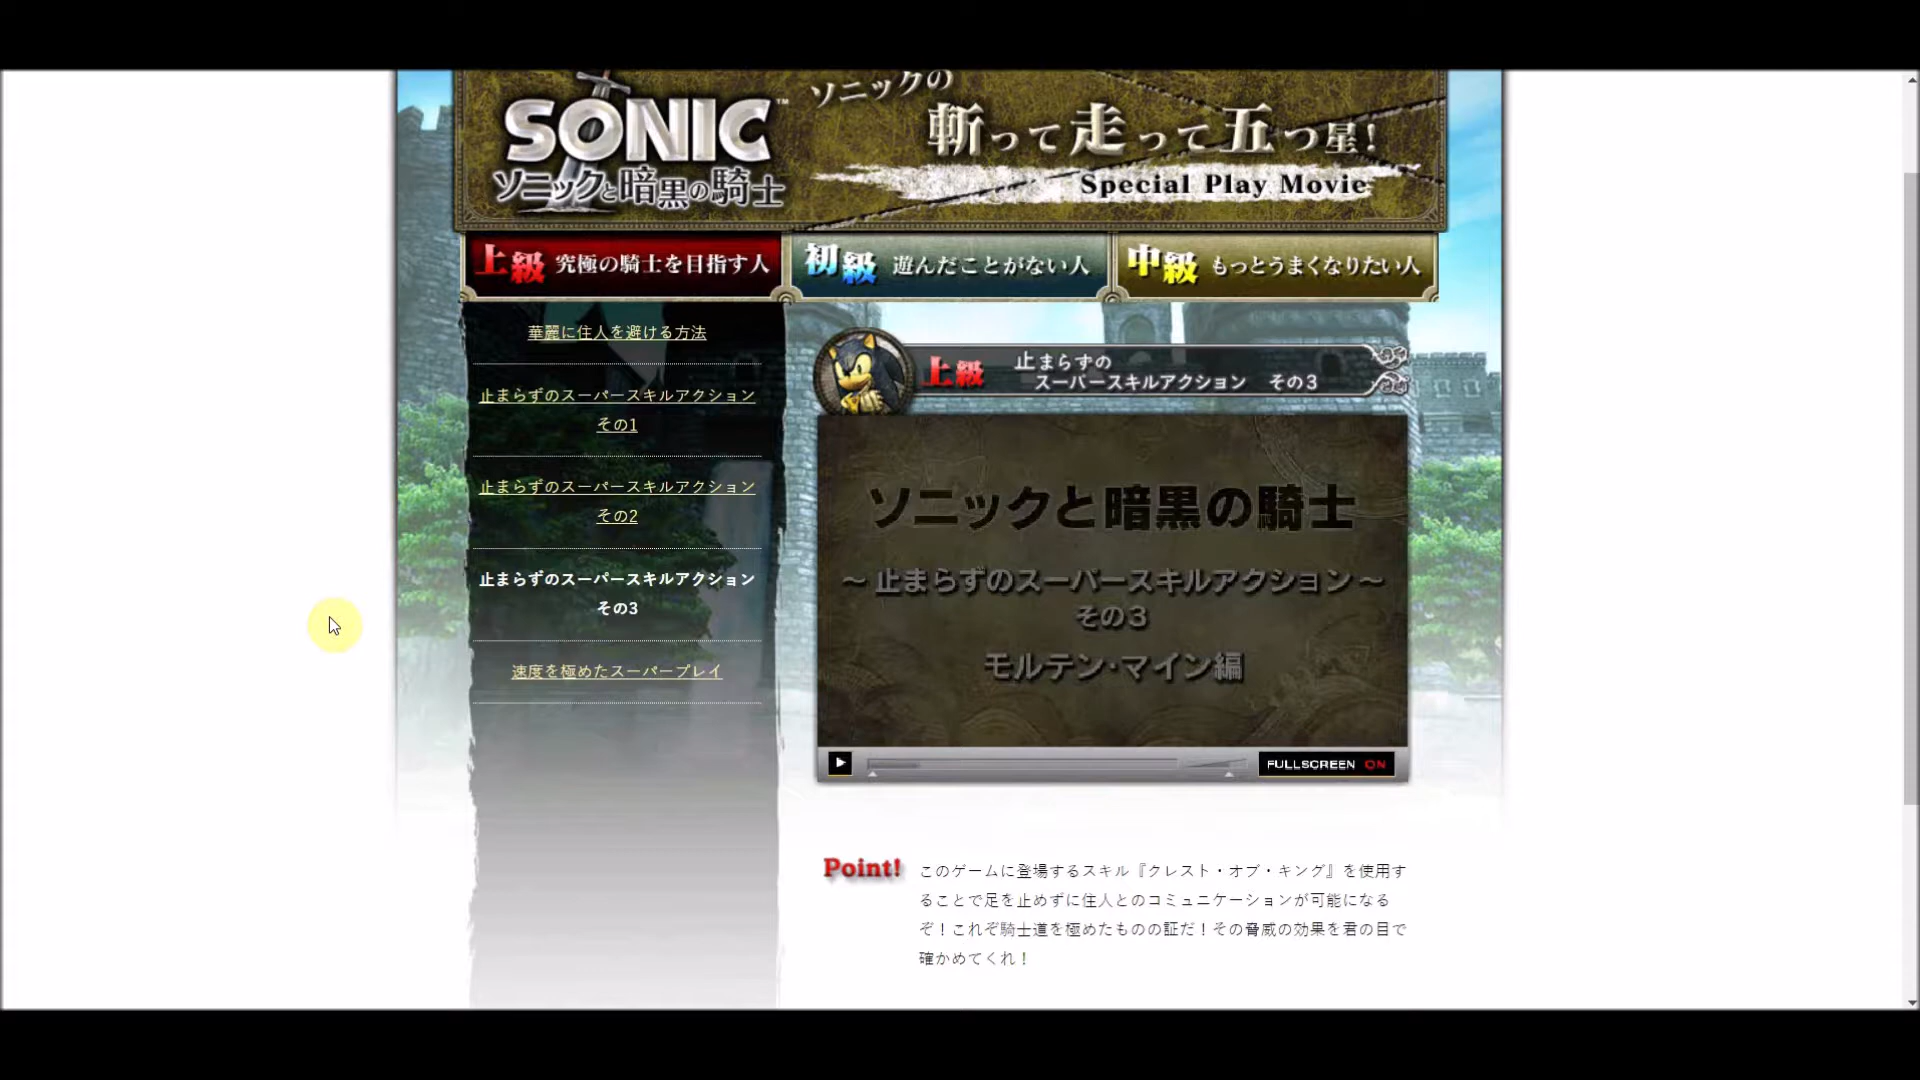 SONIC™
ソニックと暗黒の騎士
ソニックの
斬って走って五つ星!
Special Play Movie
上級 究極の騎士を目指す人
初級 遊んだことがない人
中級 もっとうまくなりたい人
華麗に住人を避ける方法
止まらずのスーパースキルアクション
その1
止まらずのスーパースキルアクション
その2
止まらずのスーパースキルアクション
その3
速度を極めたスーパープレイ
上級
止まらずの
スーパースキルアクション その3
ソニックと暗黒の騎士
～ 止まらずのスーパースキルアクション ～
その3
モルテン・マイン編
FULLSCREEN ON
Point!
このゲームに登場するスキル『クレスト・オブ・キング』を使用す
ることで足を止めずに住人とのコミュニケーションが可能になる
ぞ！これぞ騎士道を極めたものの証だ！その脅威の効果を君の目で
確かめてくれ！